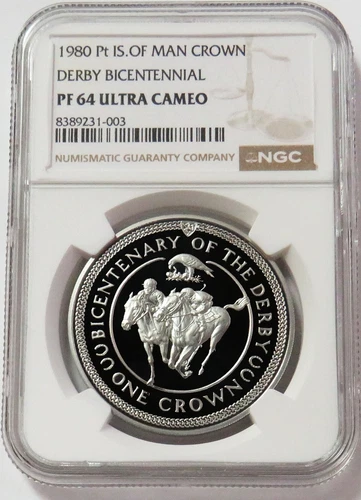 1980 Pt IS.OF MAN CROWN
DERBY BICENTENNIAL
PF 64 ULTRA CAMEO
8389231-003
NUMISMATIC GUARANTY COMPANY NGC
BICENTENARY OF THE DERBY
ONE CROWN